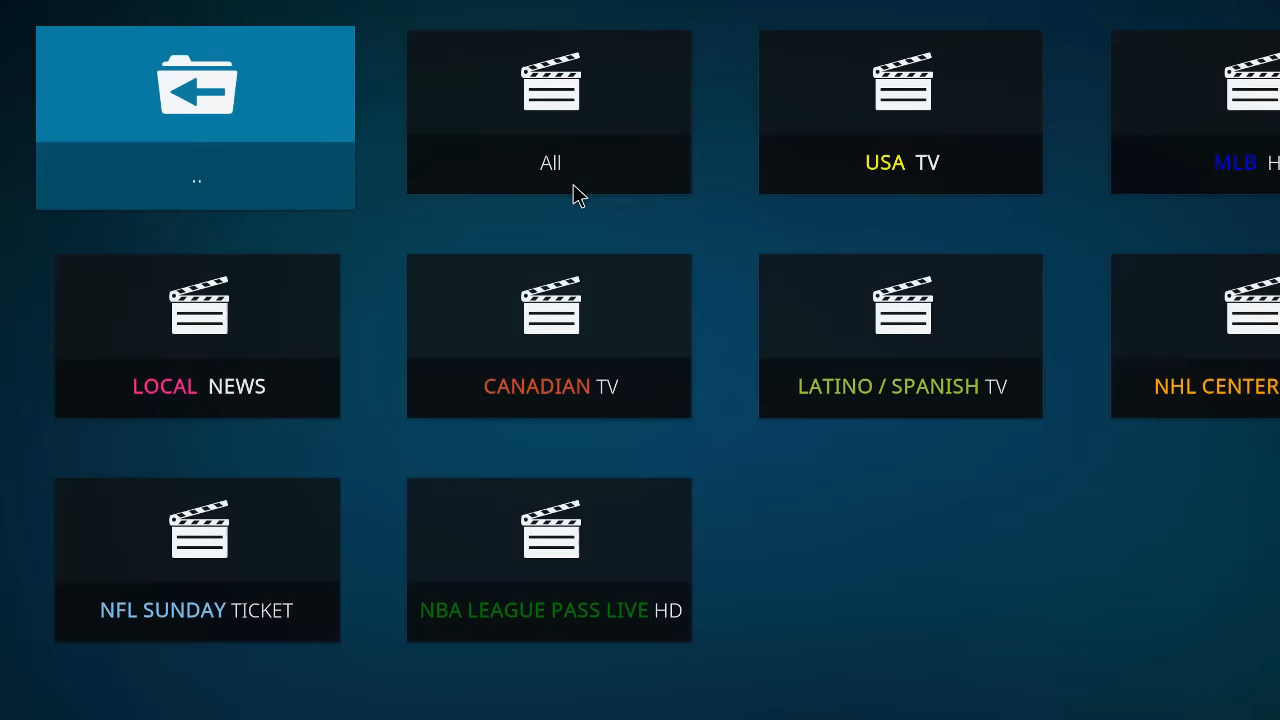 ..
All
USA TV
MLB H
LOCAL NEWS
CANADIAN TV
LATINO / SPANISH TV
NHL CENTER
NFL SUNDAY TICKET
NBA LEAGUE PASS LIVE HD